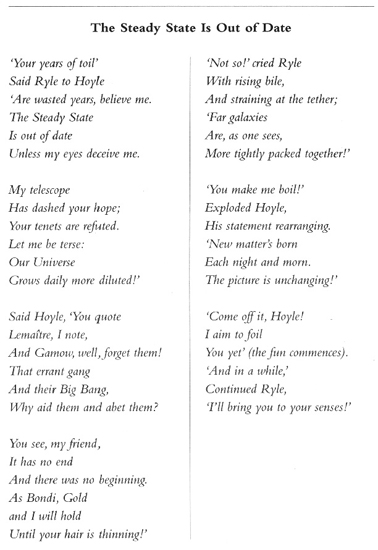 The Steady State Is Out of Date
‘Your years of toil’
Said Ryle to Hoyle
‘Are wasted years, believe me.
The Steady State
Is out of date
Unless my eyes deceive me.
My telescope
Has dashed your hope;
Your tenets are refuted.
Let me be terse:
Our Universe
Grows daily more diluted!’
Said Hoyle, ‘You quote
Lemaître, I note,
And Gamow, well, forget them!
That errant gang
And their Big Bang,
Why aid them and abet them?
You see, my friend,
It has no end
And there was no beginning.
As Bondi, Gold
and I will hold
Until your hair is thinning!’
‘Not so!’ cried Ryle
With rising bile,
And straining at the tether;
‘Far galaxies
Are, as one sees,
More tightly packed together!’
‘You make me boil!’
Exploded Hoyle,
His statement rearranging.
‘New matter’s born
Each night and morn.
The picture is unchanging!’
‘Come off it, Hoyle!
I aim to foil
You yet’ (the fun commences).
‘And in a while,’
Continued Ryle,
‘I’ll bring you to your senses!’